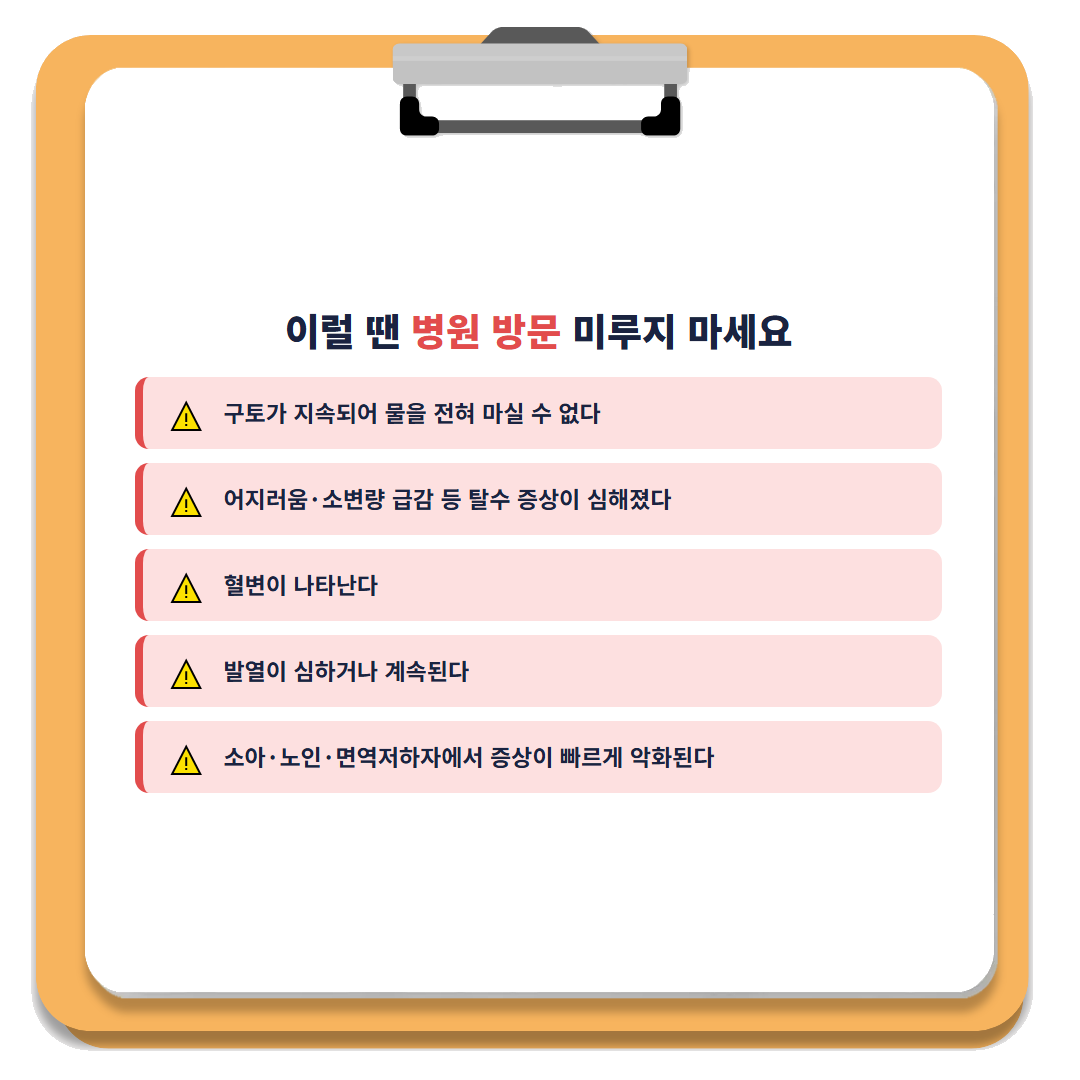 이럴 땐 병원 방문 미루지 마세요
구토가 지속되어 물을 전혀 마실 수 없다
어지러움·소변량 급감 등 탈수 증상이 심해졌다
혈변이 나타난다
발열이 심하거나 계속된다
소아·노인·면역저하자에서 증상이 빠르게 악화된다